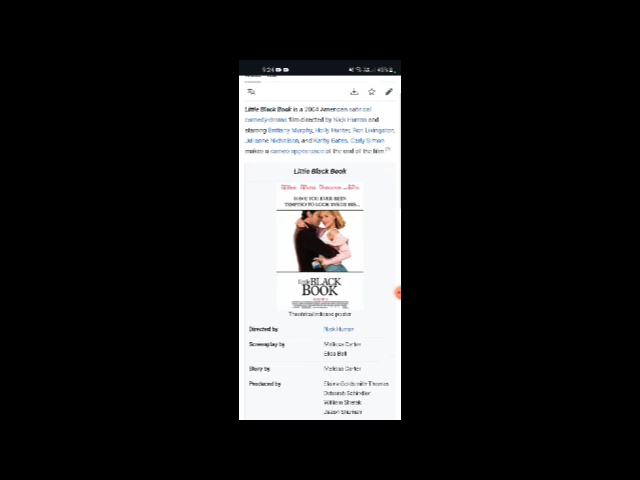 Little Black Book is a 2004 American satirical
comedy-drama film directed by Nick Hurran and
starring Brittany Murphy, Holly Hunter, Ron Livingston,
Julianne Nicholson, and Kathy Bates. Carly Simon
makes a cameo appearance at the end of the film.
Little Black Book
HAVE YOU EVER BEEN
TEMPTED TO LOOK INSIDE HIS...
Little BLACK
BOOK
Theatrical release poster
Directed by Nick Hurran
Screenplay by Melissa Carter
Elisa Bell
Story by Melissa Carter
Produced by Elaine Goldsmith-Thomas
Deborah Schindler
William Sherak
Jason Shuman